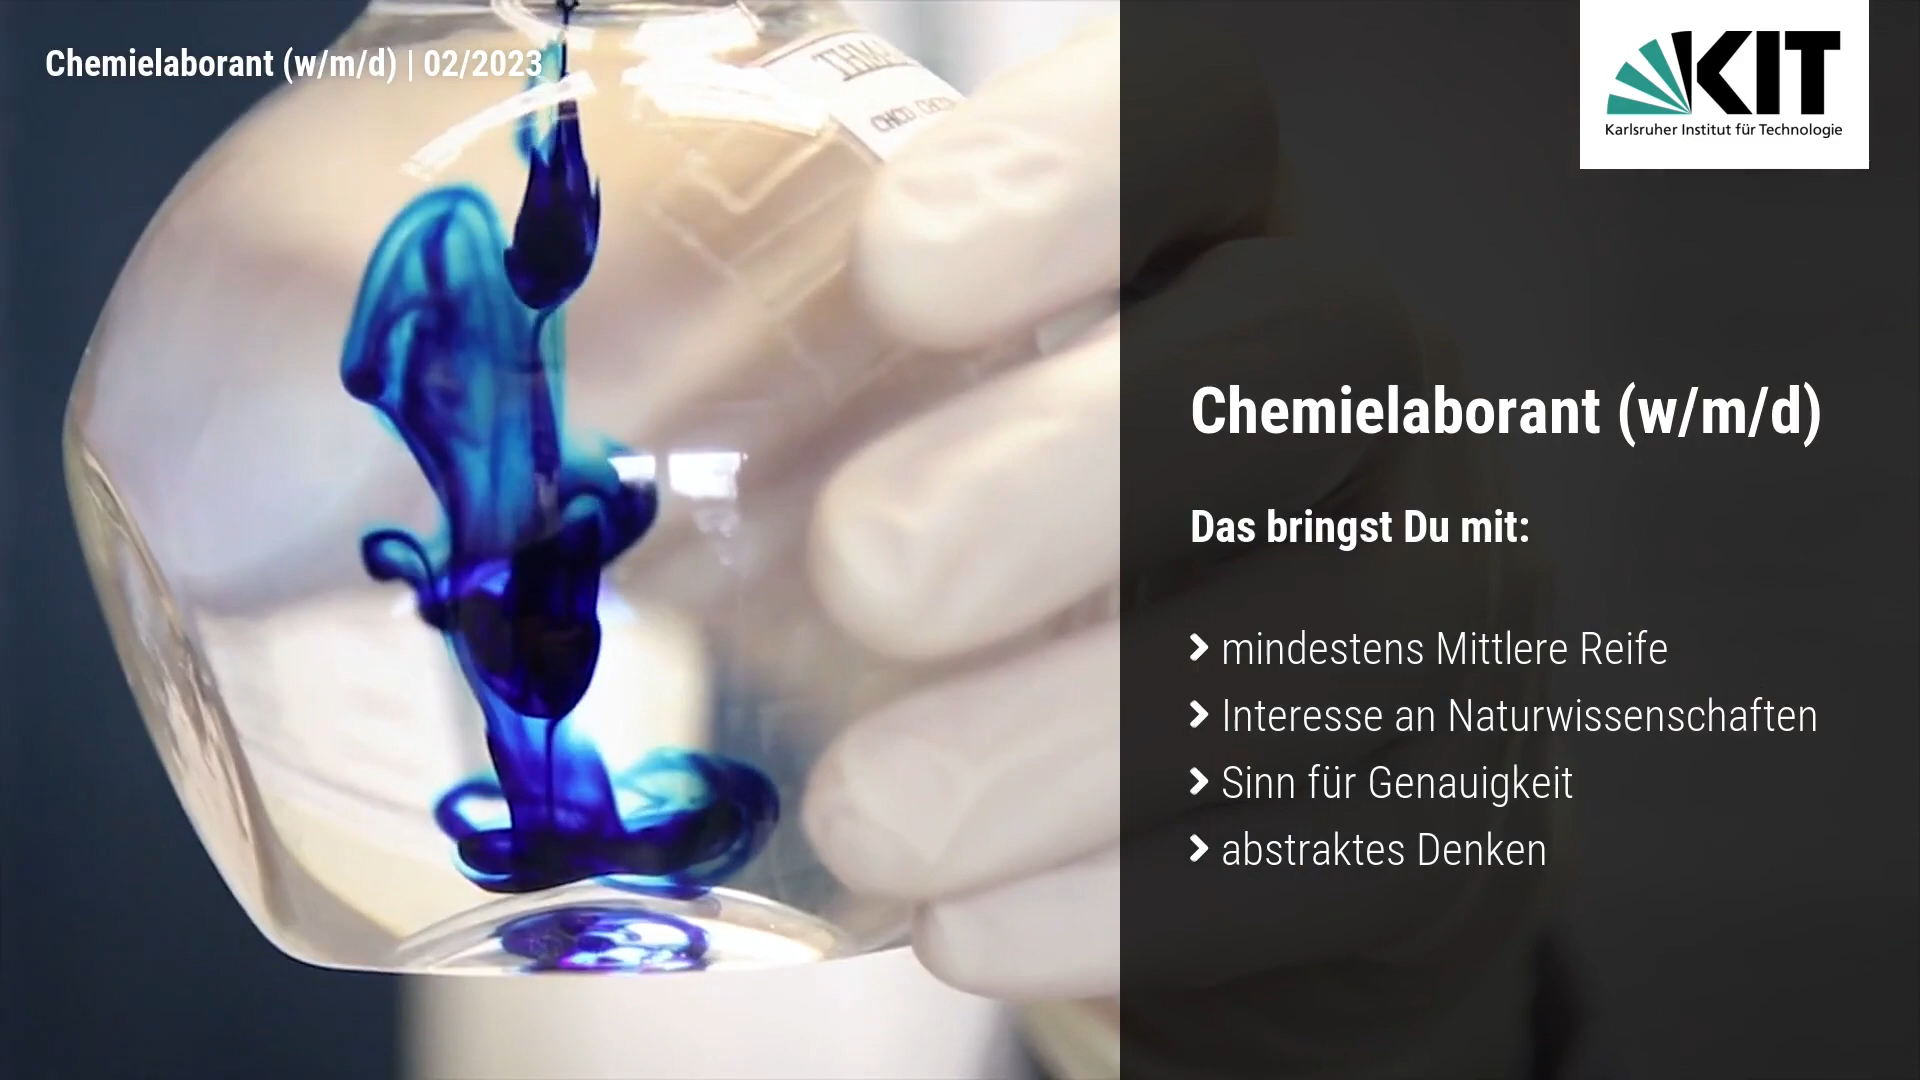 Chemielaborant (w/m/d) | 02/2023
KIT
Karlsruher Institut für Technologie
Chemielaborant (w/m/d)
Das bringst Du mit:
mindestens Mittlere Reife
Interesse an Naturwissenschaften
Sinn für Genauigkeit
abstraktes Denken